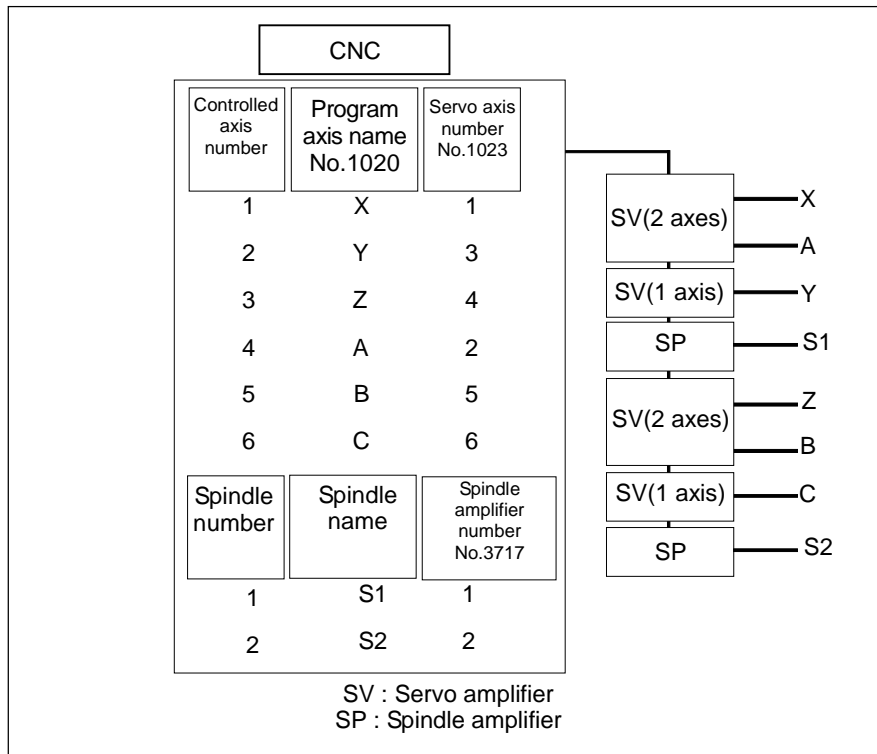 CNC
Controlled
axis
number
Program
axis name
No.1020
Servo axis
number
No.1023
1 X 1
2 Y 3
3 Z 4
4 A 2
5 B 5
6 C 6
Spindle
number
Spindle
name
Spindle
amplifier
number
No.3717
1 S1 1
2 S2 2
SV(2 axes)
X
A
SV(1 axis)
Y
SP
S1
SV(2 axes)
Z
B
SV(1 axis)
C
SP
S2
SV : Servo amplifier
SP : Spindle amplifier